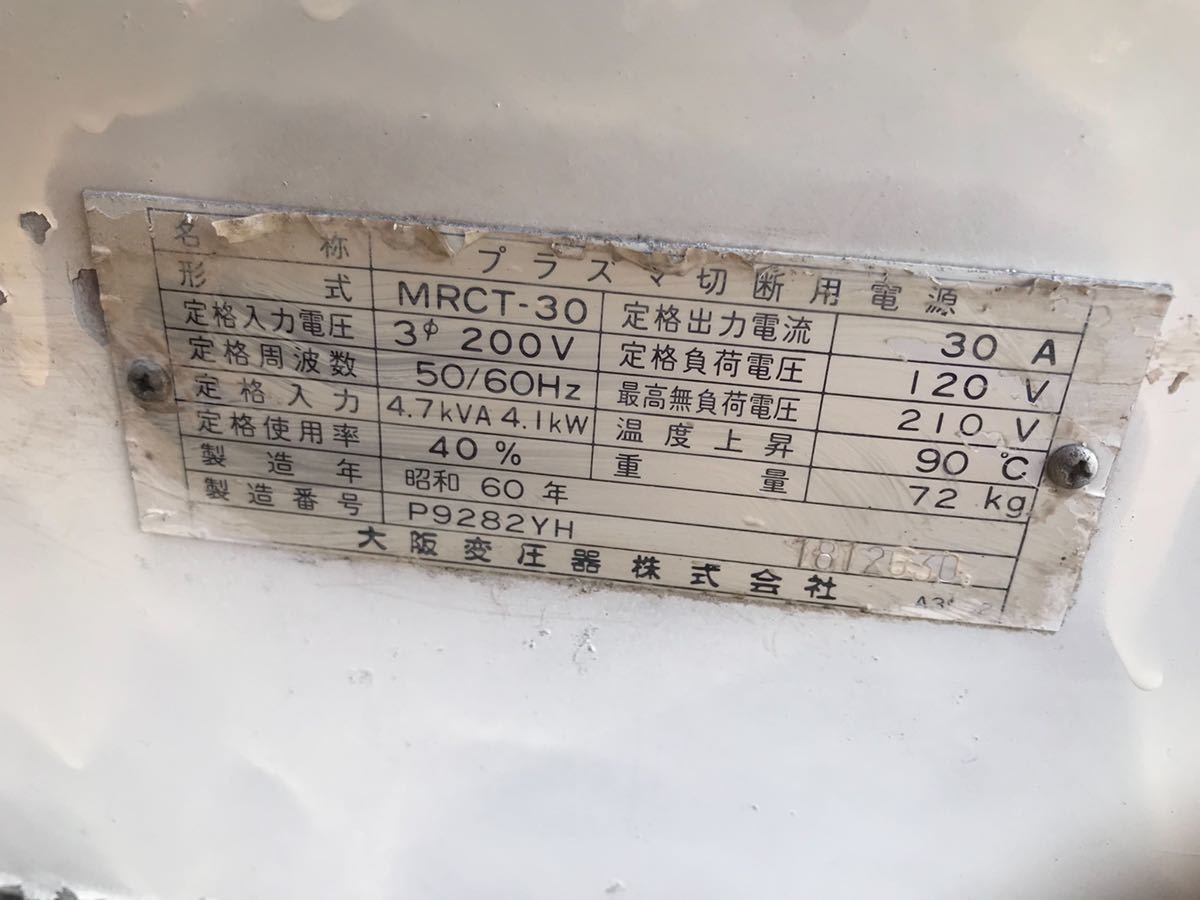 名称 プラズマ切断用電源
形式 MRCT-30 定格出力電流 30 A
定格入力電圧 3φ 200V 定格負荷電圧 120 V
定格周波数 50/60Hz 最高無負荷電圧 210 V
定格入力 4.7kVA 4.1kW 温度上昇 90 ℃
定格使用率 40 % 重量 72 kg
製造年 昭和 60 年
製造番号 P9282YH
大阪変圧器株式会社